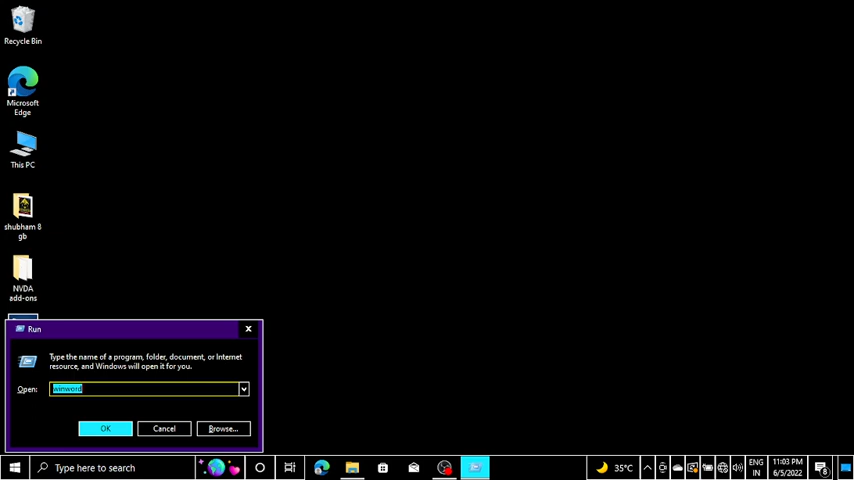 Recycle Bin
Microsoft
Edge
This PC
shubham 8
gb
NVDA
add-ons
Run
Type the name of a program, folder, document, or Internet
resource, and Windows will open it for you.
Open:
winword
OK
Cancel
Browse...
Type here to search
35°C
ENG
IN
11:03 PM
6/5/2022
8